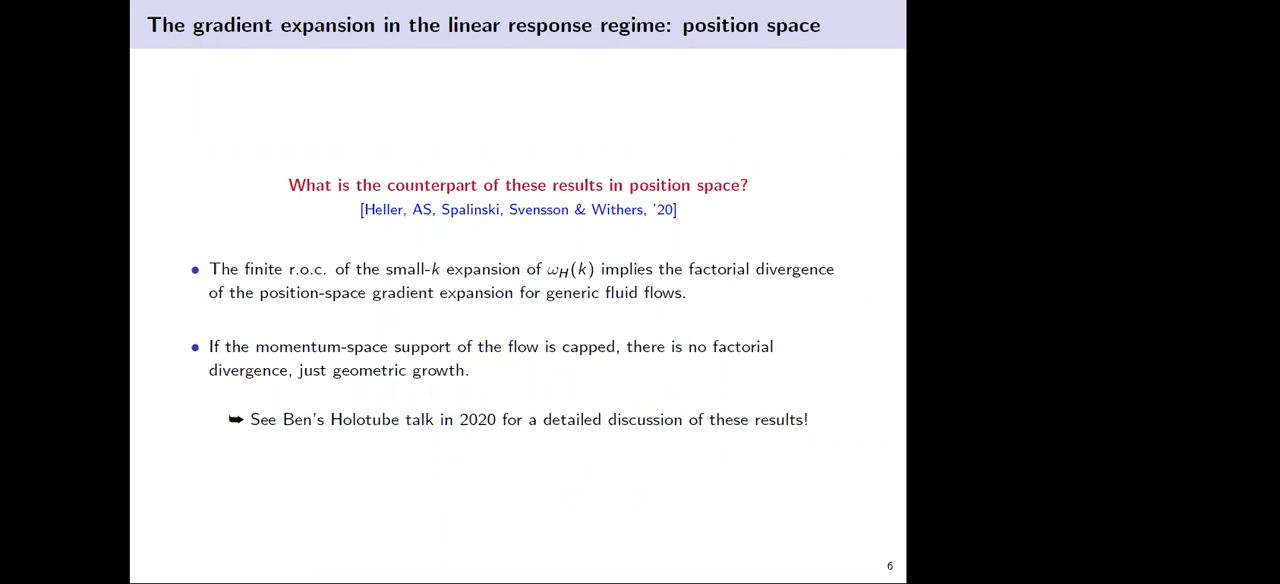 The gradient expansion in the linear response regime: position space
What is the counterpart of these results in position space?
[Heller, AS, Spalinski, Svensson & Withers, '20]
• The finite r.o.c. of the small-k expansion of ω_H(k) implies the factorial divergence
of the position-space gradient expansion for generic fluid flows.
• If the momentum-space support of the flow is capped, there is no factorial
divergence, just geometric growth.
➥ See Ben's Holotube talk in 2020 for a detailed discussion of these results!
6